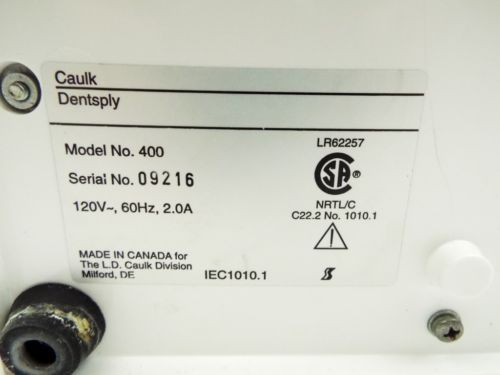 Caulk
Dentsply
Model No. 400
Serial No. 09216
120V~, 60Hz, 2.0A
LR62257
CSA
NRTL/C
C22.2 No. 1010.1
MADE IN CANADA for
The L.D. Caulk Division
Milford, DE
IEC1010.1